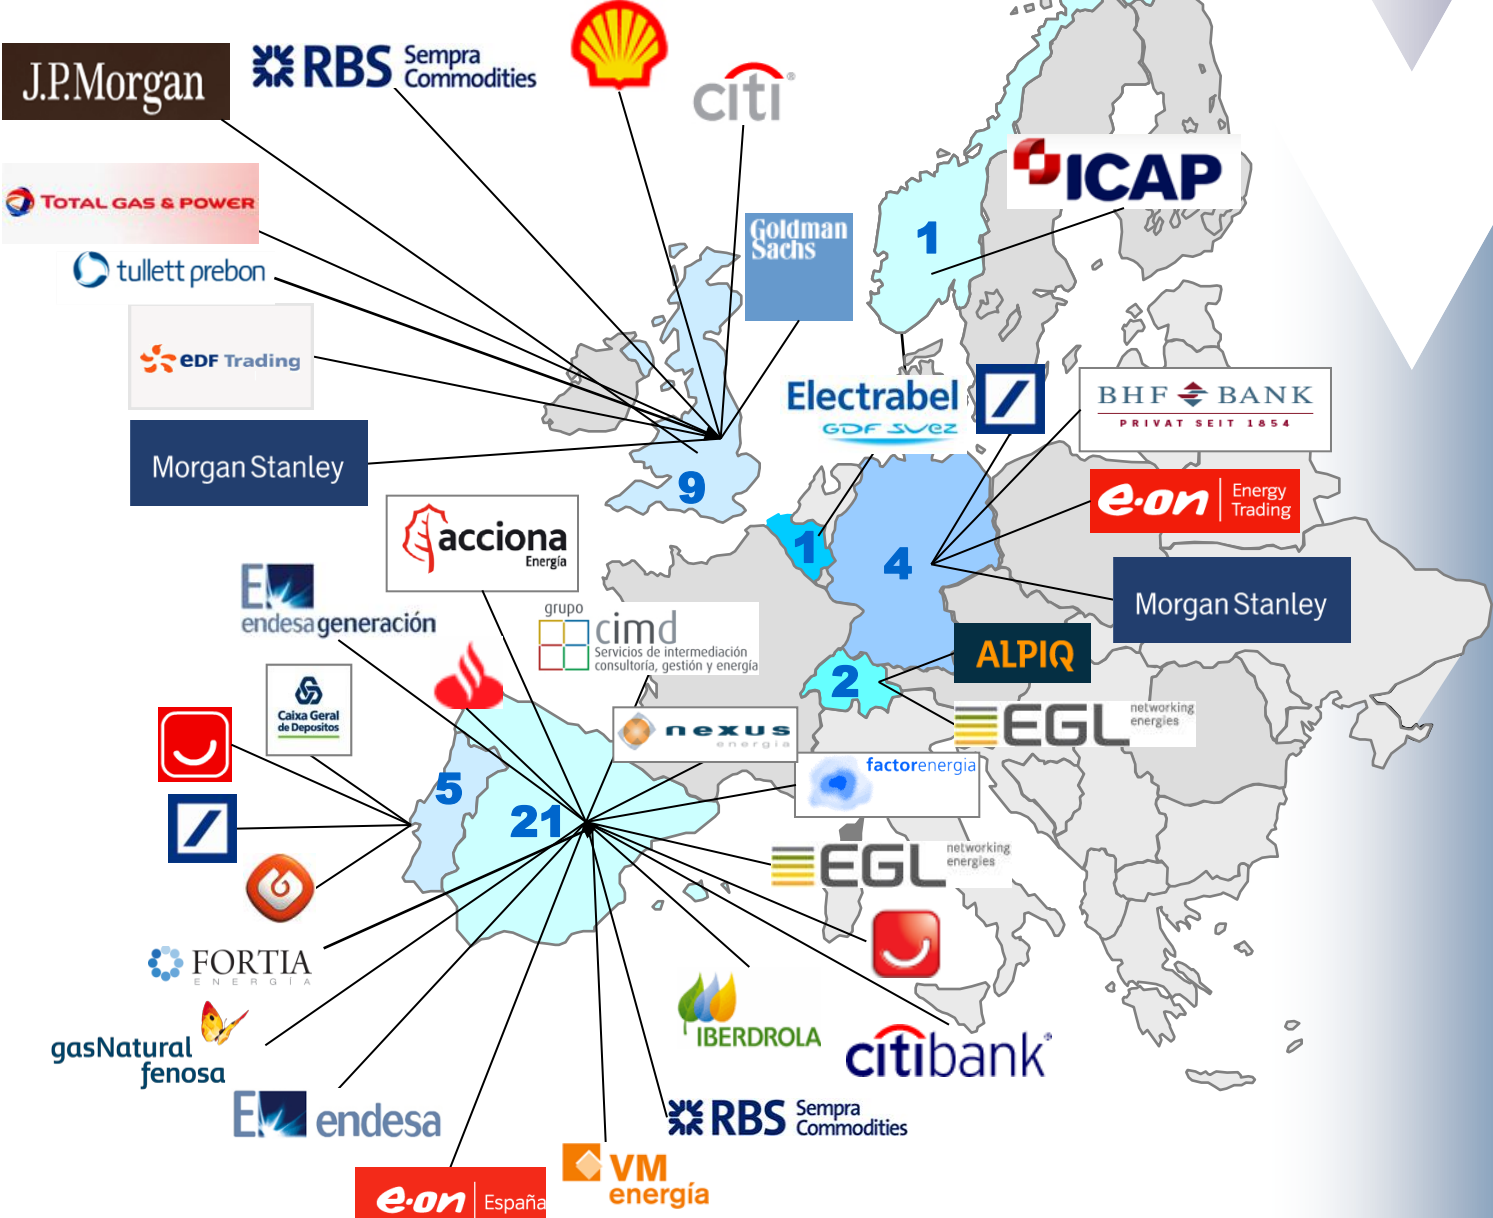 J.P.Morgan
RBS Sempra
Commodities
citi®
TOTAL GAS & POWER
tullett prebon
EDF Trading
Morgan Stanley
Goldman
Sachs
1
ICAP
Electrabel
GDF SUEZ
BHF BANK
PRIVAT SEIT 1854
9
1
4
e·on Energy
Trading
Morgan Stanley
acciona
Energía
endesa generación
grupo
cimd
Servicios de intermediación
consultoría, gestión y energía
ALPIQ
2
EGL networking
energies
Caixa Geral
de Depositos
nexus
energía
factorenergia
5
21
EGL networking
energies
FORTIA
ENERGÍA
gasNatural
fenosa
IBERDROLA
citibank®
endesa
RBS Sempra
Commodities
VM
energía
e·on España